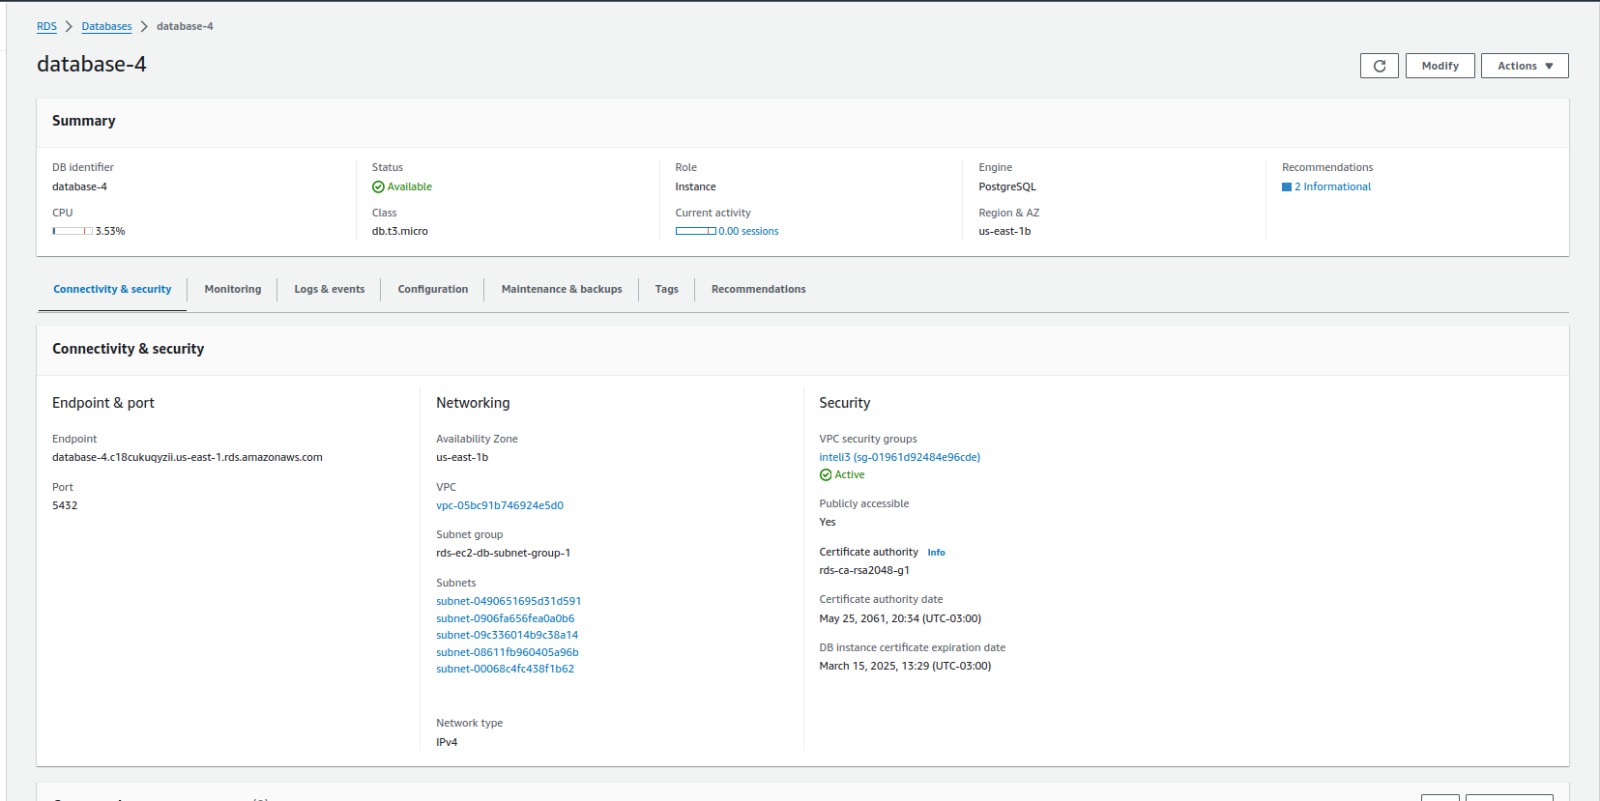 RDS > Databases > database-4
database-4
Modify
Actions
Summary
DB identifier
database-4
CPU
3.53%
Status
Available
Class
db.t3.micro
Role
Instance
Current activity
0.00 sessions
Engine
PostgreSQL
Region & AZ
us-east-1b
Recommendations
2 Informational
Connectivity & security
Monitoring
Logs & events
Configuration
Maintenance & backups
Tags
Recommendations
Connectivity & security
Endpoint & port
Endpoint
database-4.c18cukuqyzii.us-east-1.rds.amazonaws.com
Port
5432
Networking
Availability Zone
us-east-1b
VPC
vpc-05bc91b746924e5d0
Subnet group
rds-ec2-db-subnet-group-1
Subnets
subnet-0490651695d31d591
subnet-0906fa656fea0a0b6
subnet-09c336014b9c38a14
subnet-08611fb960405a96b
subnet-00068c4fc438f1b62
Network type
IPv4
Security
VPC security groups
inteli3 (sg-01961d92484e96cde)
Active
Publicly accessible
Yes
Certificate authority Info
rds-ca-rsa2048-g1
Certificate authority date
May 25, 2061, 20:34 (UTC-03:00)
DB instance certificate expiration date
March 15, 2025, 13:29 (UTC-03:00)